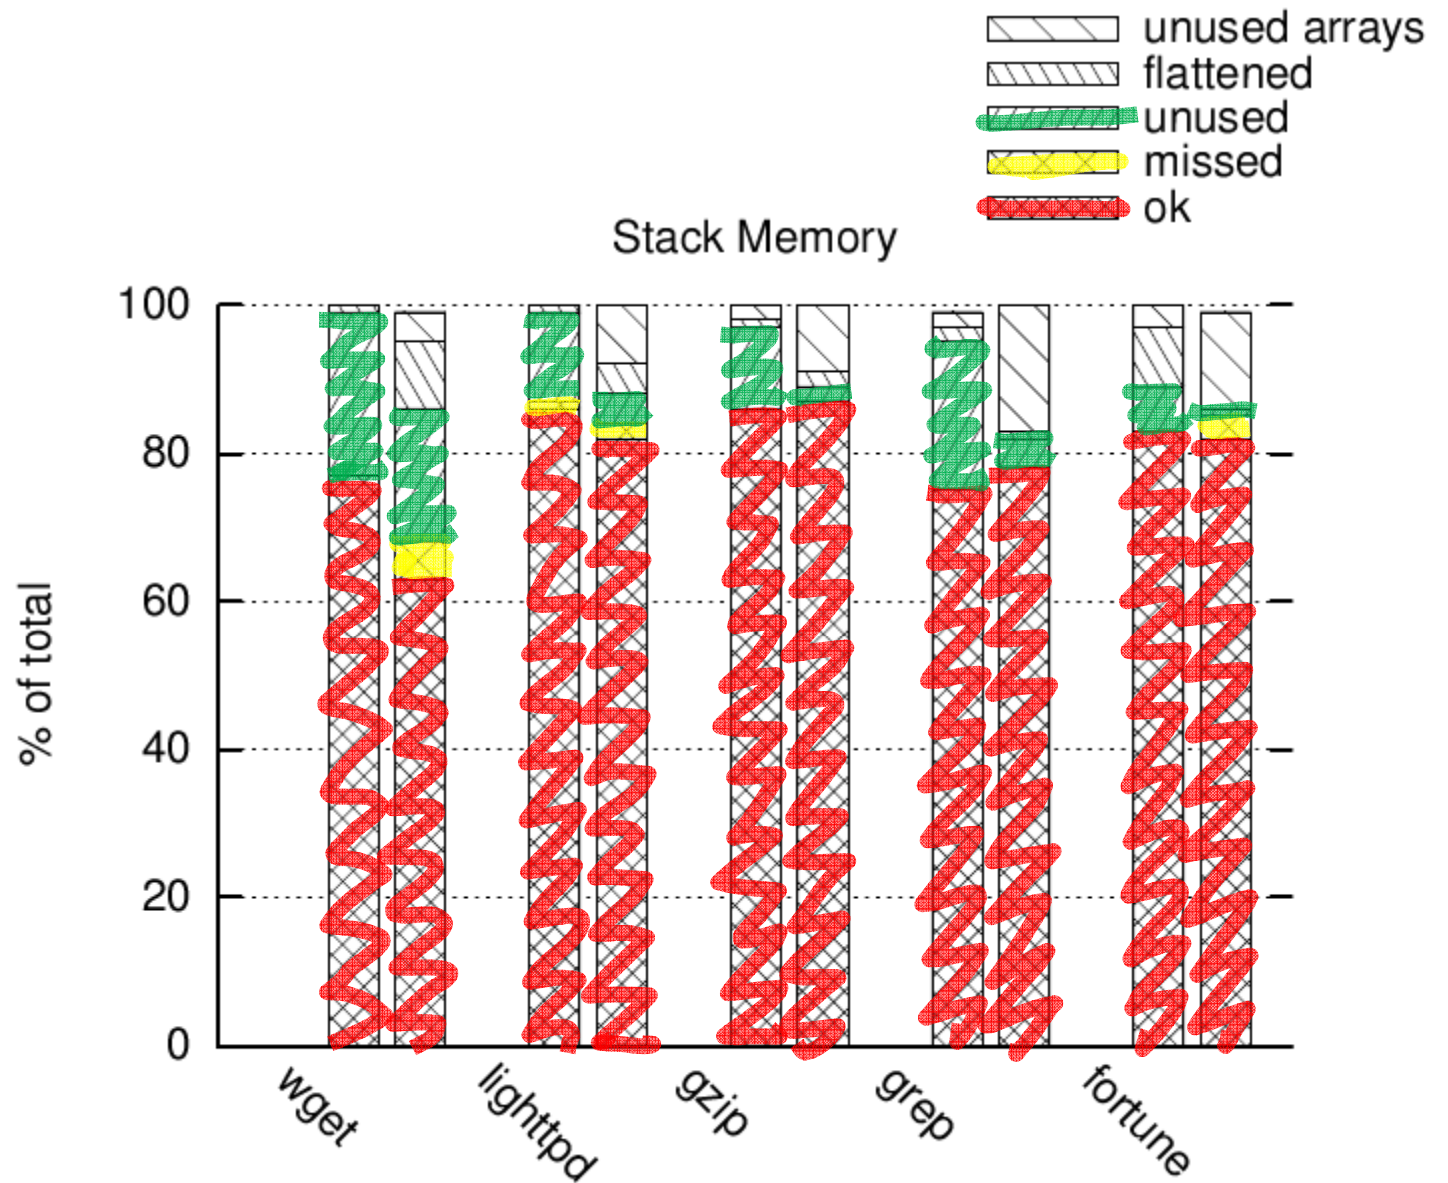 unused arrays
flattened
unused
missed
ok
Stack Memory
100
80
60
40
20
0
% of total
wget
lighttpd
gzip
grep
fortune